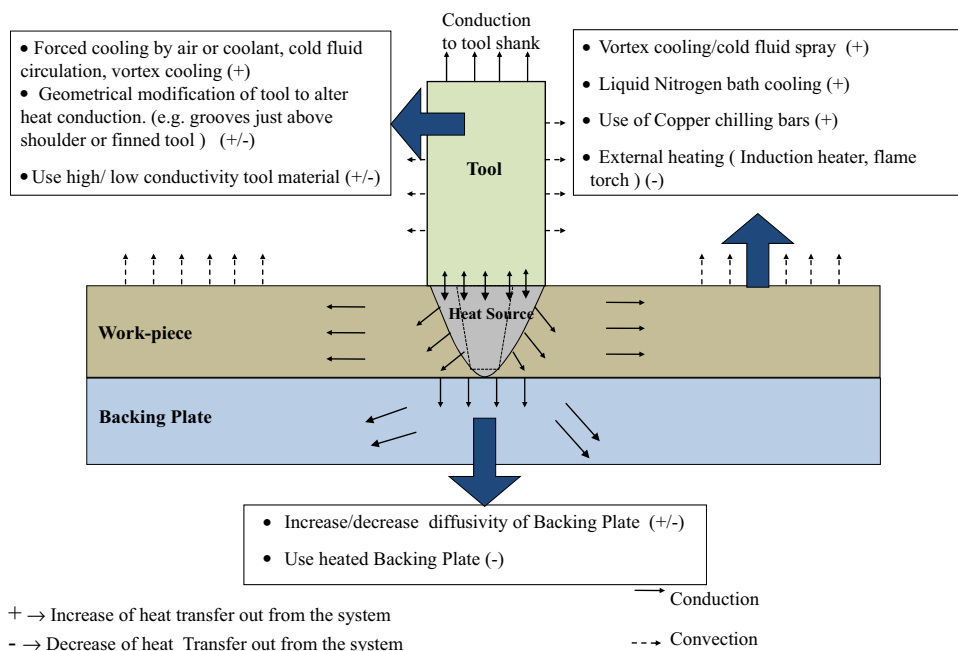 Conduction
to tool shank
• Forced cooling by air or coolant, cold fluid
circulation, vortex cooling (+)
• Geometrical modification of tool to alter
heat conduction. (e.g. grooves just above
shoulder or finned tool ) (+/-)
• Use high/ low conductivity tool material (+/-)
• Vortex cooling/cold fluid spray (+)
• Liquid Nitrogen bath cooling (+)
• Use of Copper chilling bars (+)
• External heating ( Induction heater, flame
torch ) (-)
Tool
Heat Source
Work-piece
Backing Plate
• Increase/decrease diffusivity of Backing Plate (+/-)
• Use heated Backing Plate (-)
+ → Increase of heat transfer out from the system
- → Decrease of heat Transfer out from the system
Conduction
Convection